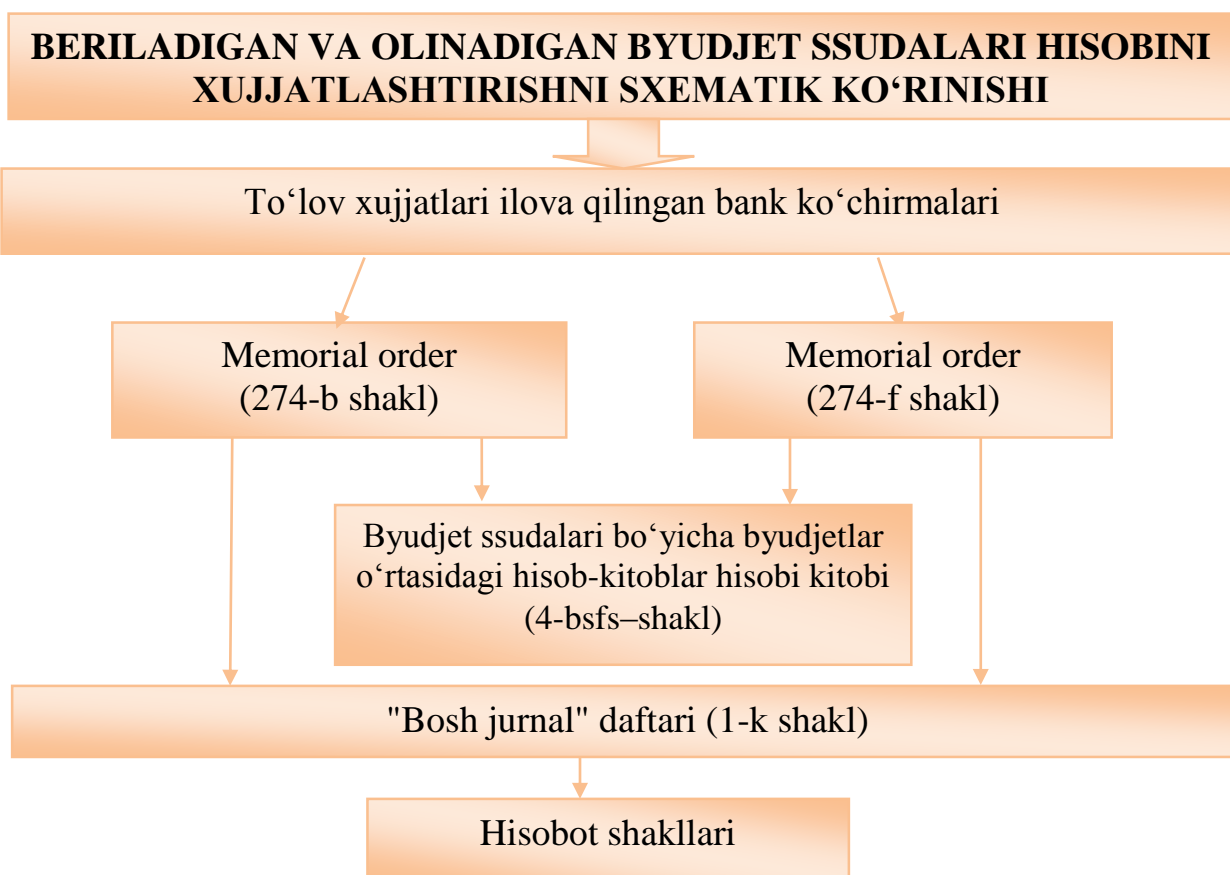 BERILADIGAN VA OLINADIGAN BYUDJET SSUDALARI HISOBINI
XUJJATLASHTIRISHNI SXEMATIK KO‘RINISHI
To‘lov xujjatlari ilova qilingan bank ko‘chirmalari
Memorial order
(274-b shakl)
Memorial order
(274-f shakl)
Byudjet ssudalari bo‘yicha byudjetlar
o‘rtasidagi hisob-kitoblar hisobi kitobi
(4-bsfs–shakl)
"Bosh jurnal" daftari (1-k shakl)
Hisobot shakllari